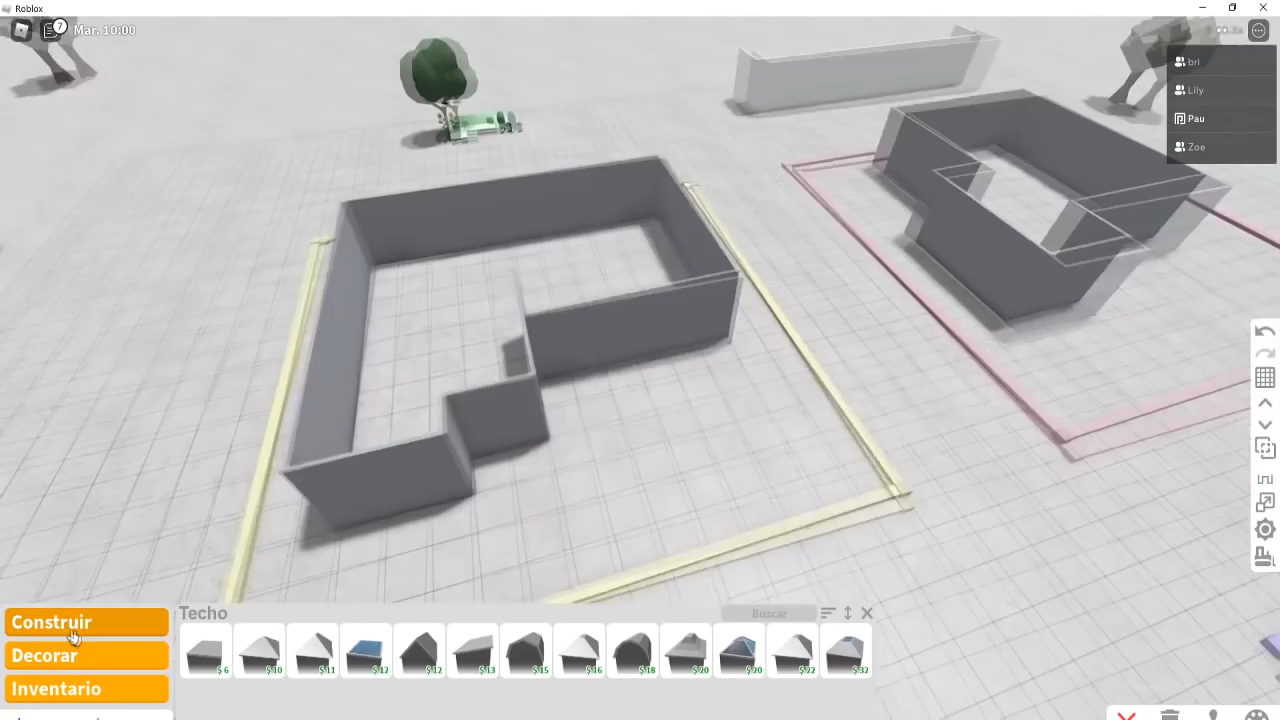 Roblox
7
Mar. 10:00
bri
Lily
Pau
Zoe
Construir
Decorar
Inventario
Techo
Buscar
$6
$10
$11
$12
$12
$13
$15
$16
$18
$20
$20
$22
$32